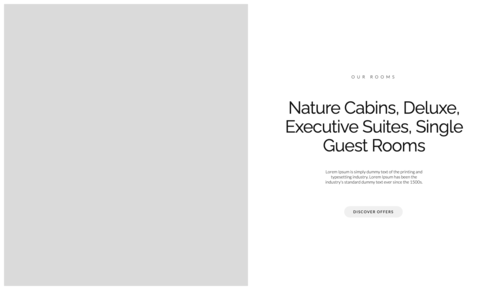 OUR ROOMS
Nature Cabins, Deluxe,
Executive Suites, Single
Guest Rooms
Lorem Ipsum is simply dummy text of the printing and
typesetting industry. Lorem Ipsum has been the
industry's standard dummy text ever since the 1500s.
DISCOVER OFFERS